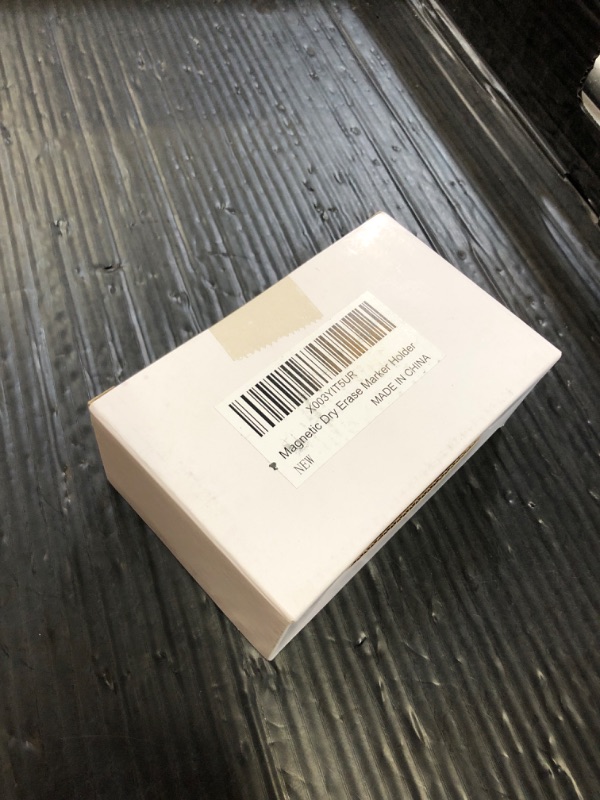 X003YIT5UR
Magnetic Dry Erase Marker Holder
NEW
MADE IN CHINA